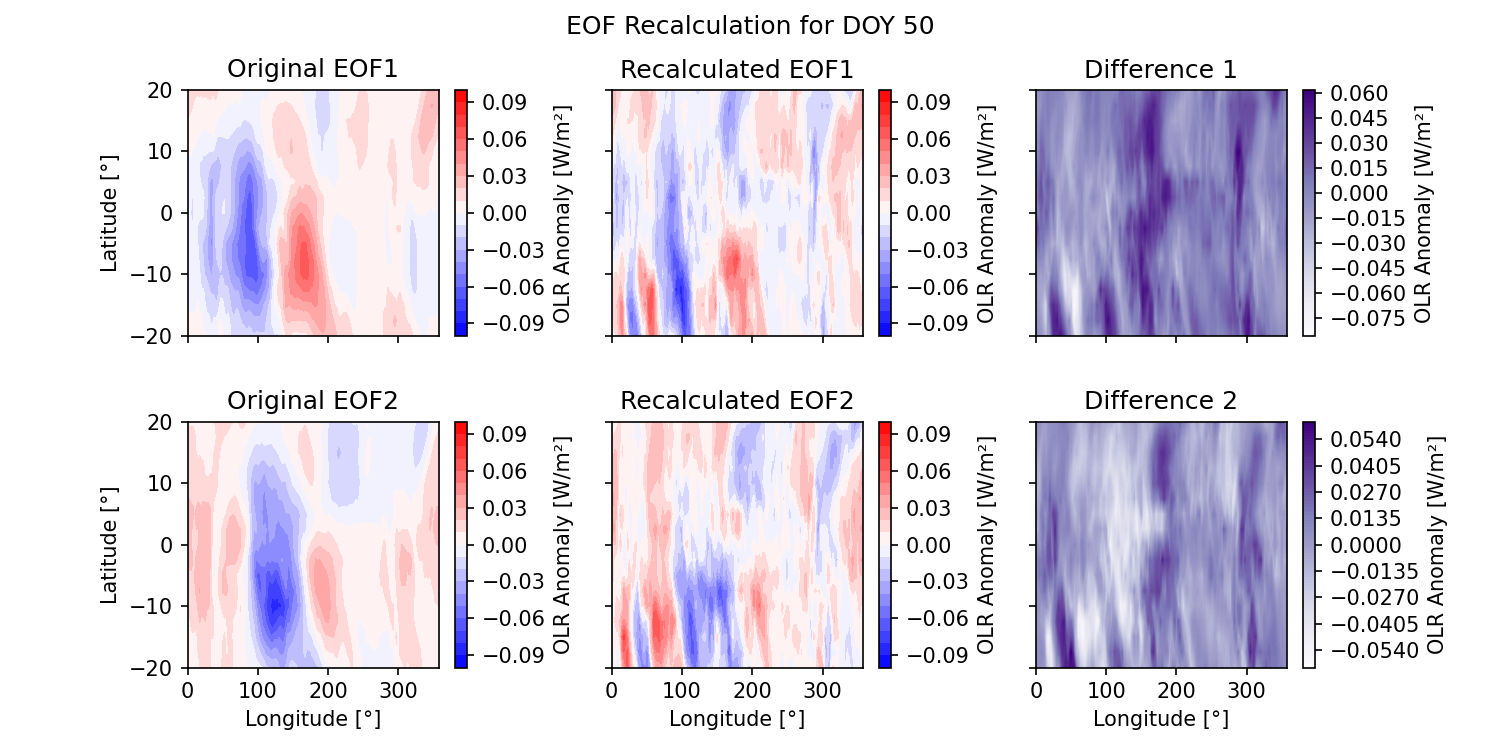 EOF Recalculation for DOY 50
Original EOF1
Recalculated EOF1
Difference 1
20
10
0
−10
−20
Latitude [°]
0.09
0.06
0.03
0.00
−0.03
−0.06
−0.09
OLR Anomaly [W/m²]
0.09
0.06
0.03
0.00
−0.03
−0.06
−0.09
OLR Anomaly [W/m²]
0.060
0.045
0.030
0.015
0.000
−0.015
−0.030
−0.045
−0.060
−0.075
OLR Anomaly [W/m²]
Original EOF2
Recalculated EOF2
Difference 2
20
10
0
−10
−20
Latitude [°]
0 100 200 300
Longitude [°]
0.09
0.06
0.03
0.00
−0.03
−0.06
−0.09
OLR Anomaly [W/m²]
0 100 200 300
Longitude [°]
0.09
0.06
0.03
0.00
−0.03
−0.06
−0.09
OLR Anomaly [W/m²]
0 100 200 300
Longitude [°]
0.0540
0.0405
0.0270
0.0135
0.0000
−0.0135
−0.0270
−0.0405
−0.0540
OLR Anomaly [W/m²]